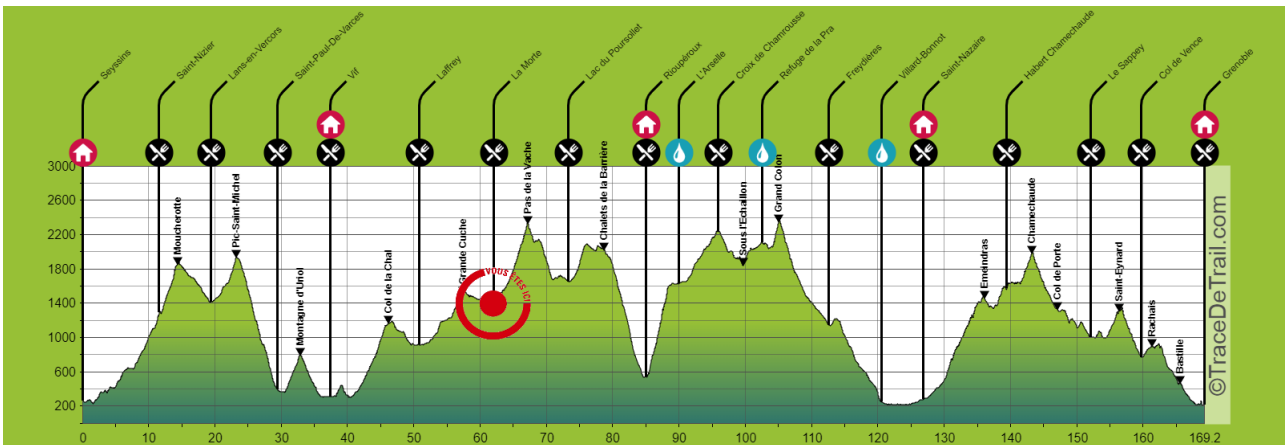 Seyssins
Saint-Nizier
Lans-en-Vercors
Saint-Paul-De-Varces
Vif
Laffrey
La Morte
Lac du Poursollet
Rioupéroux
L'Arselle
Croix de Chamrousse
Refuge de la Pra
Freydières
Villard-Bonnot
Saint-Nazaire
Habert Chamechaude
Le Sappey
Col de Vence
Grenoble
3000
2600
2200
1800
1400
1000
600
200
Moucherotte
Pic-Saint-Michel
Montagne d'Uriol
Col de la Chal
Grande Cuche
VOUS ÊTES ICI
Pas de la Vache
Chalets de la Barrière
Sous l'Echaillon
Grand Colon
Emeindras
Chamechaude
Col de Porte
Saint-Eynard
Rachais
Bastille
©TraceDeTrail.com
0 10 20 30 40 50 60 70 80 90 100 110 120 130 140 150 160 169.2